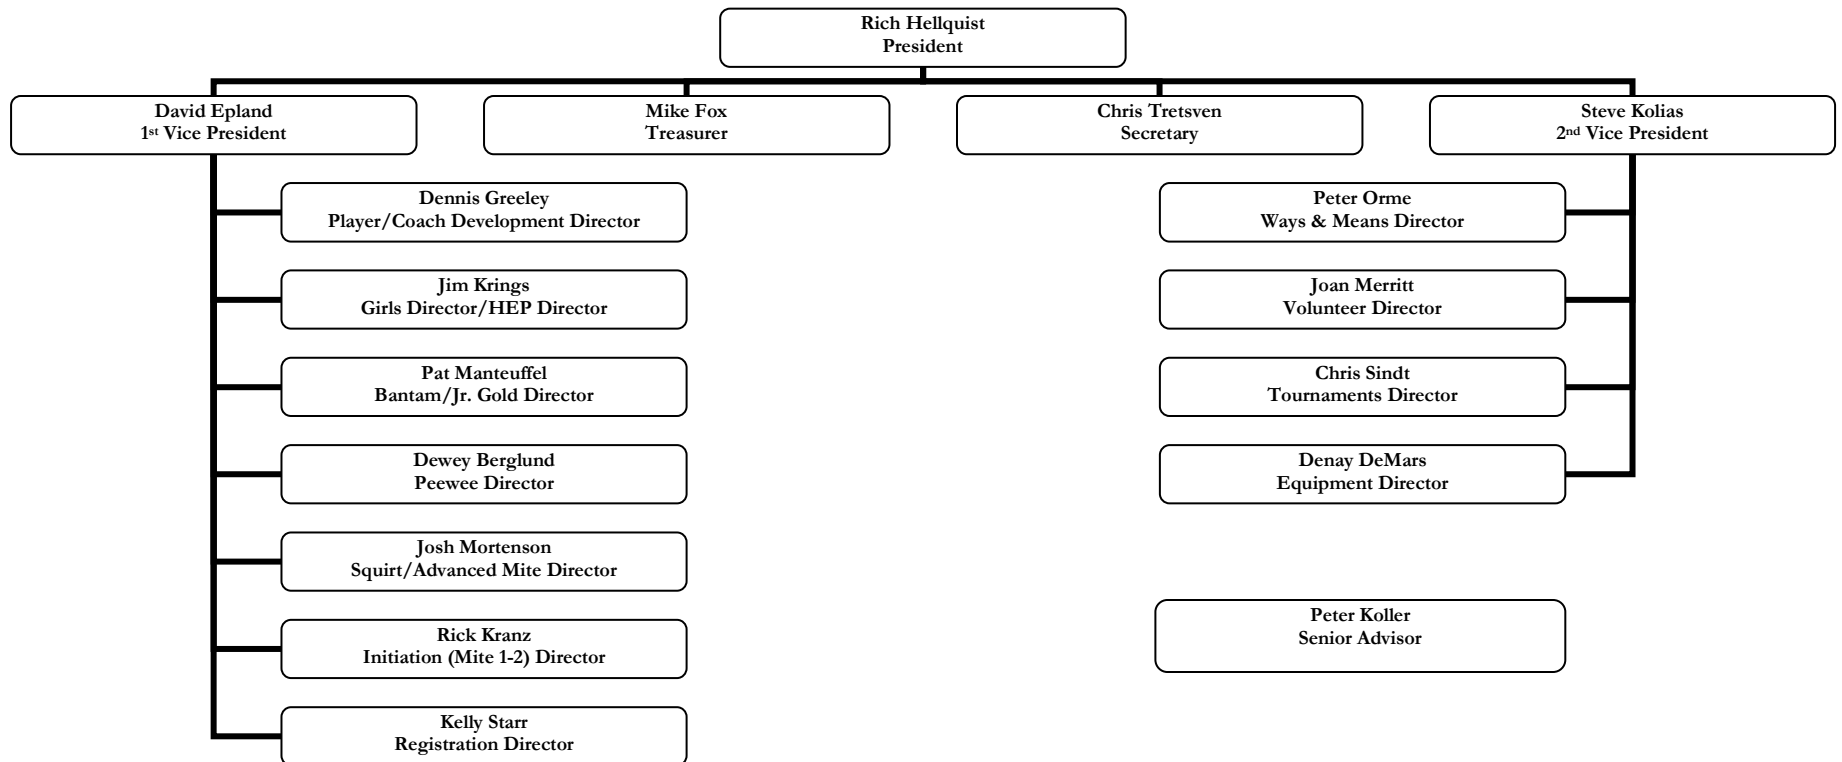 Rich Hellquist
President
David Epland
1st Vice President
Mike Fox
Treasurer
Chris Tretsven
Secretary
Steve Kolias
2nd Vice President
Dennis Greeley
Player/Coach Development Director
Jim Krings
Girls Director/HEP Director
Pat Manteuffel
Bantam/Jr. Gold Director
Dewey Berglund
Peewee Director
Josh Mortenson
Squirt/Advanced Mite Director
Rick Kranz
Initiation (Mite 1-2) Director
Kelly Starr
Registration Director
Peter Orme
Ways & Means Director
Joan Merritt
Volunteer Director
Chris Sindt
Tournaments Director
Denay DeMars
Equipment Director
Peter Koller
Senior Advisor